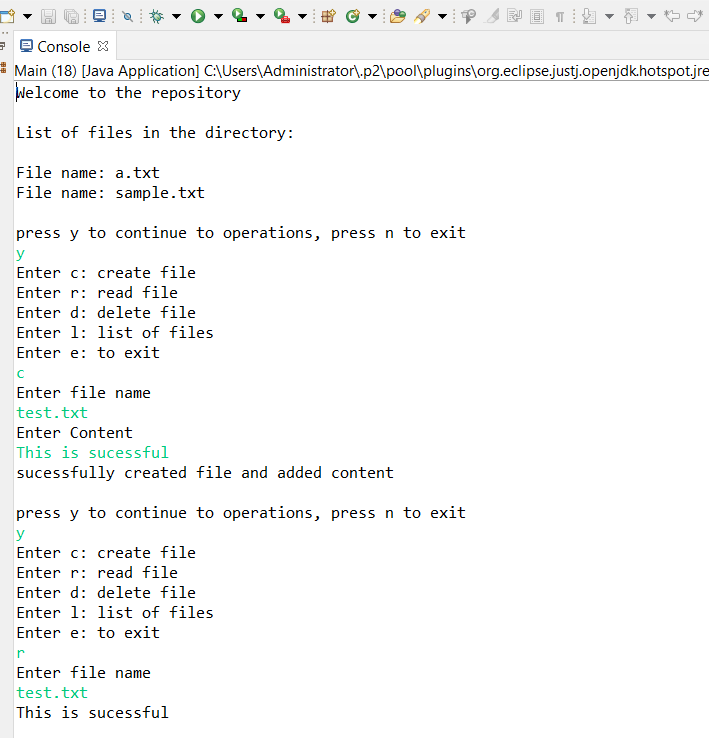 Console
Main (18) [Java Application] C:\Users\Administrator\.p2\pool\plugins\org.eclipse.justj.openjdk.hotspot.jre
Welcome to the repository
List of files in the directory:
File name: a.txt
File name: sample.txt
press y to continue to operations, press n to exit
y
Enter c: create file
Enter r: read file
Enter d: delete file
Enter l: list of files
Enter e: to exit
c
Enter file name
test.txt
Enter Content
This is sucessful
sucessfully created file and added content
press y to continue to operations, press n to exit
y
Enter c: create file
Enter r: read file
Enter d: delete file
Enter l: list of files
Enter e: to exit
r
Enter file name
test.txt
This is sucessful